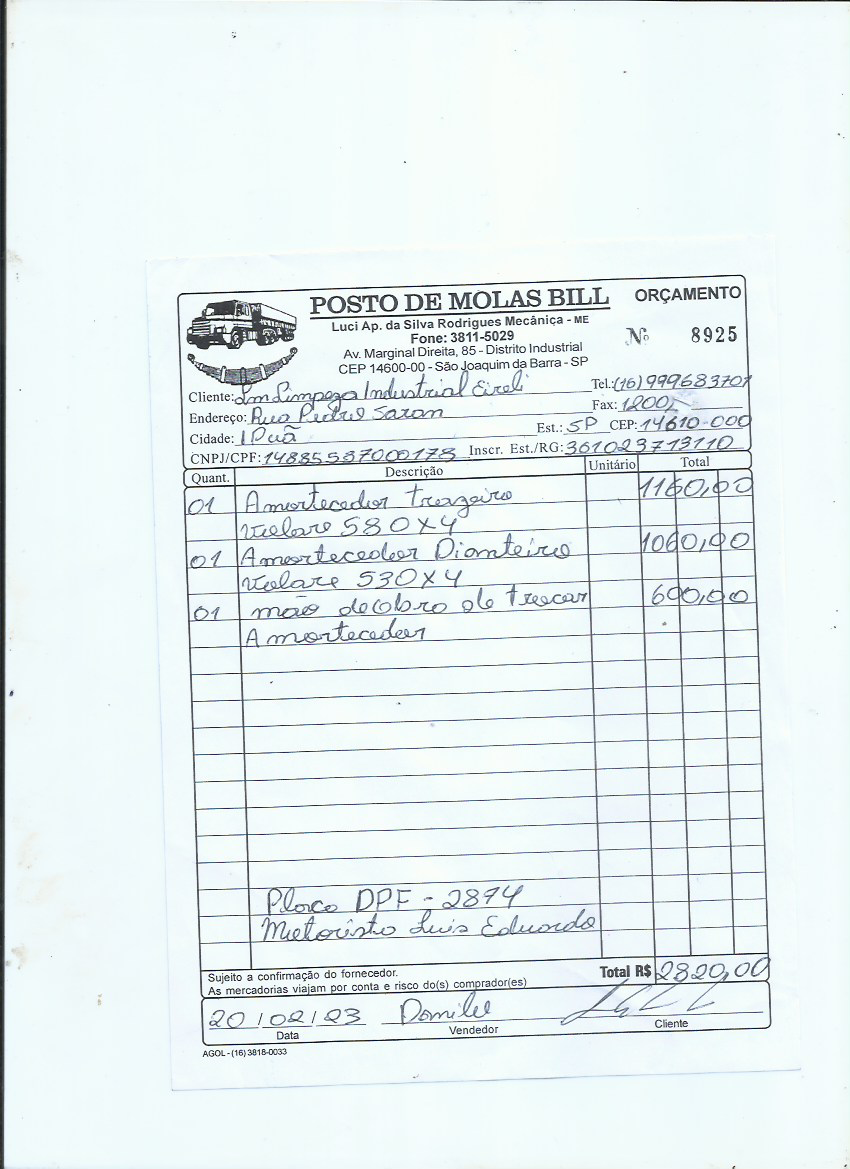 POSTO DE MOLAS BILL
ORÇAMENTO
Luci Ap. da Silva Rodrigues Mecânica - ME
Fone: 3811-5029
Nº 8925
Av. Marginal Direita, 85 - Distrito Industrial
CEP 14600-00 - São Joaquim da Barra - SP
Cliente: Lm Limpeza Industrial Eireli Tel.: (16) 999683701
Endereço: Rua Pedro Saran Fax: 1200
Cidade: IPuã Est.: SP CEP: 14610-000
CNPJ/CPF: 14885537000178 Inscr. Est./RG: 361023713110
Quant. Descrição Unitário Total
01 Amortecedor trazeiro 1160,00
Volare 580X4
01 Amortecedor Dianteiro 1060,00
Volare 530X4
01 mão de obra de trocar 600,00
Amortecedor
Placa DPF - 2874
Motorista Luis Eduardo
Sujeito a confirmação do fornecedor.
As mercadorias viajam por conta e risco do(s) comprador(es)
Total R$ 2820,00
20/02/23
Data Vendedor Cliente
AGOL - (16) 3818-0033